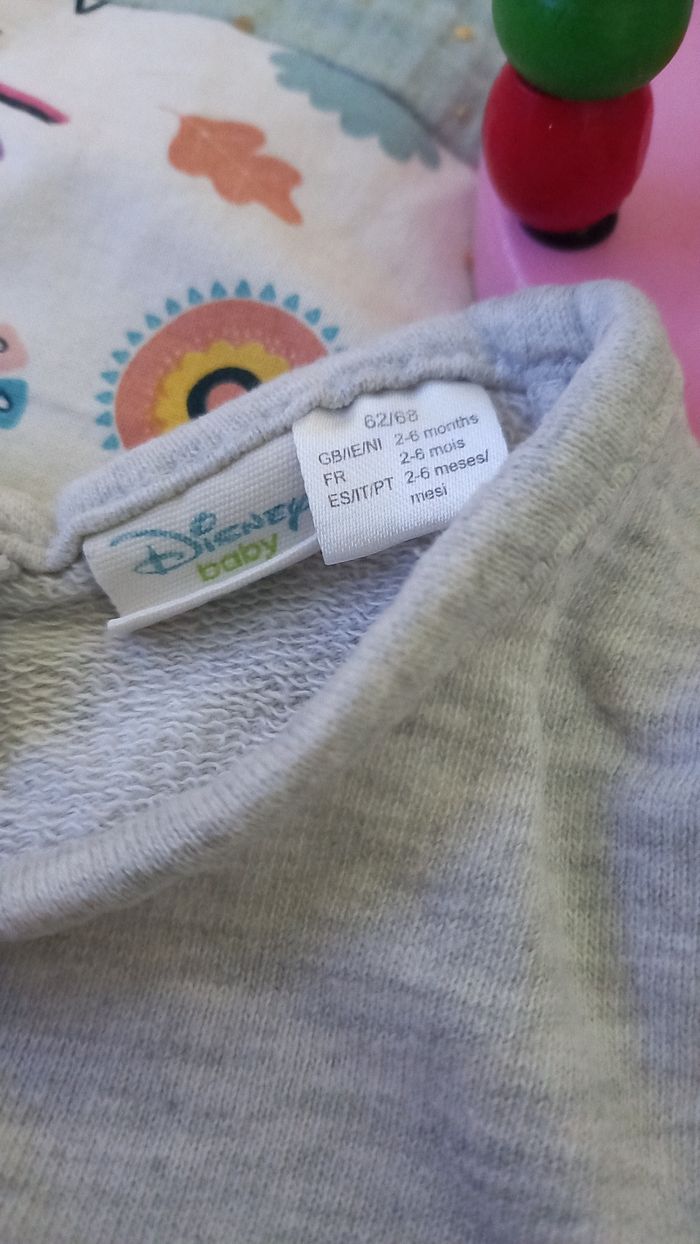 Disney
baby
62/68
GB/IE/NI 2-6 months
FR 2-6 mois
ES/IT/PT 2-6 meses/
mesi